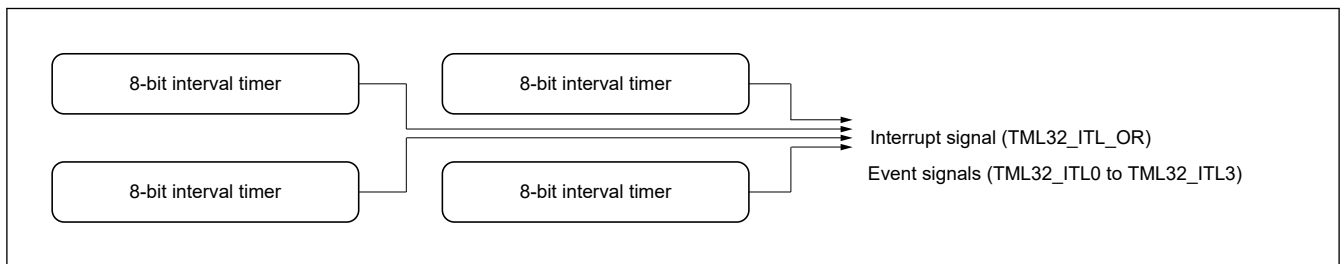 8-bit interval timer
8-bit interval timer
Interrupt signal (TML32_ITL_OR)
Event signals (TML32_ITL0 to TML32_ITL3)
8-bit interval timer
8-bit interval timer